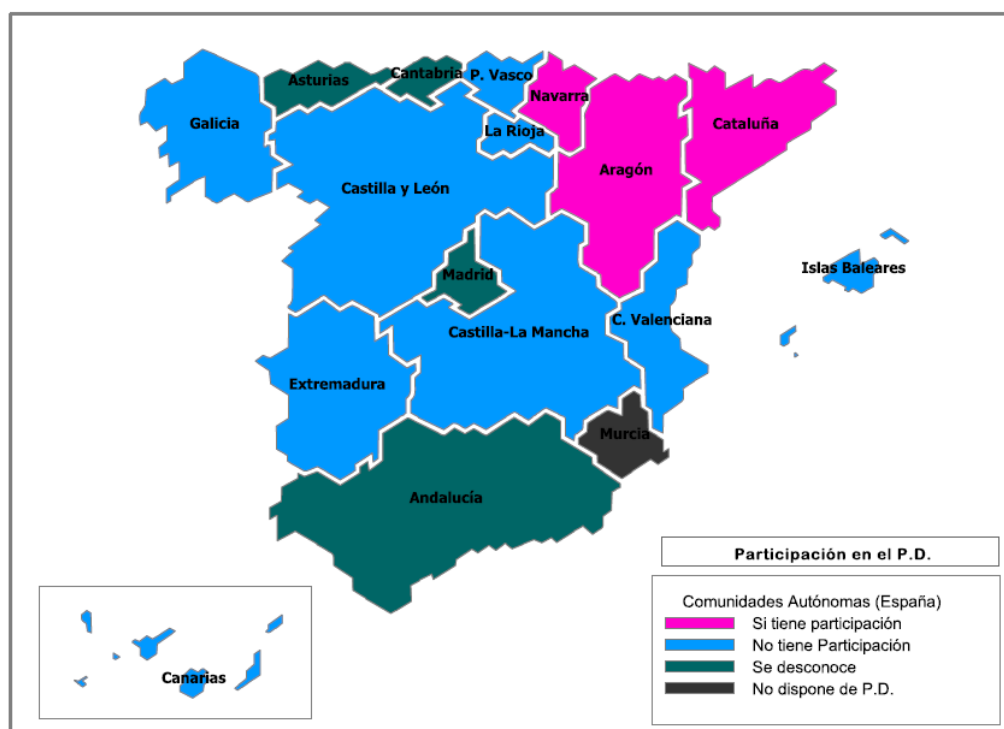 P. Vasco
Cantabria
Asturias
Navarra
Galicia
La Rioja
Cataluña
Aragón
Castilla y León
Islas Baleares
Madrid
C. Valenciana
Castilla-La Mancha
Extremadura
Murcia
Andalucía
Canarias
Participación en el P.D.
Comunidades Autónomas (España)
Si tiene participación
No tiene Participación
Se desconoce
No dispone de P.D.